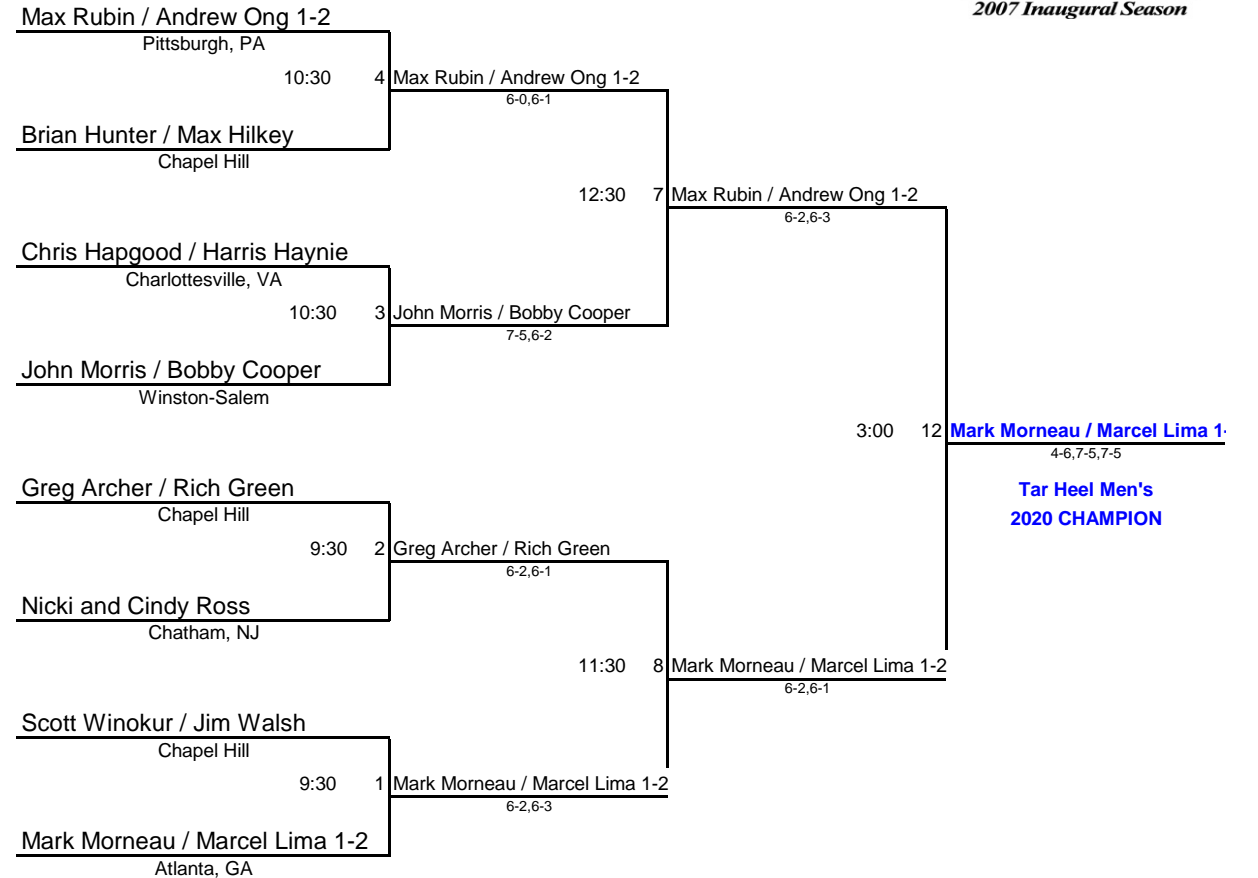 2007 Inaugural Season
Max Rubin / Andrew Ong 1-2
Pittsburgh, PA
10:30 4 Max Rubin / Andrew Ong 1-2
6-0,6-1
Brian Hunter / Max Hilkey
Chapel Hill
12:30 7 Max Rubin / Andrew Ong 1-2
6-2,6-3
Chris Hapgood / Harris Haynie
Charlottesville, VA
10:30 3 John Morris / Bobby Cooper
7-5,6-2
John Morris / Bobby Cooper
Winston-Salem
3:00 12 Mark Morneau / Marcel Lima 1-
4-6,7-5,7-5
Greg Archer / Rich Green
Chapel Hill
Tar Heel Men's
2020 CHAMPION
9:30 2 Greg Archer / Rich Green
6-2,6-1
Nicki and Cindy Ross
Chatham, NJ
11:30 8 Mark Morneau / Marcel Lima 1-2
6-2,6-1
Scott Winokur / Jim Walsh
Chapel Hill
9:30 1 Mark Morneau / Marcel Lima 1-2
6-2,6-3
Mark Morneau / Marcel Lima 1-2
Atlanta, GA